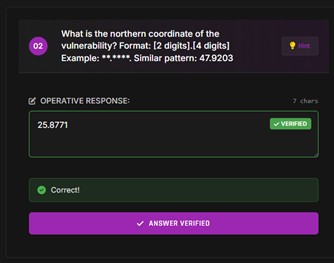 02
What is the northern coordinate of the
vulnerability? Format: [2 digits].[4 digits]
Example: **.****. Similar pattern: 47.9203
Hint
OPERATIVE RESPONSE:
7 chars
25.8771
✓ VERIFIED
Correct!
✓ ANSWER VERIFIED